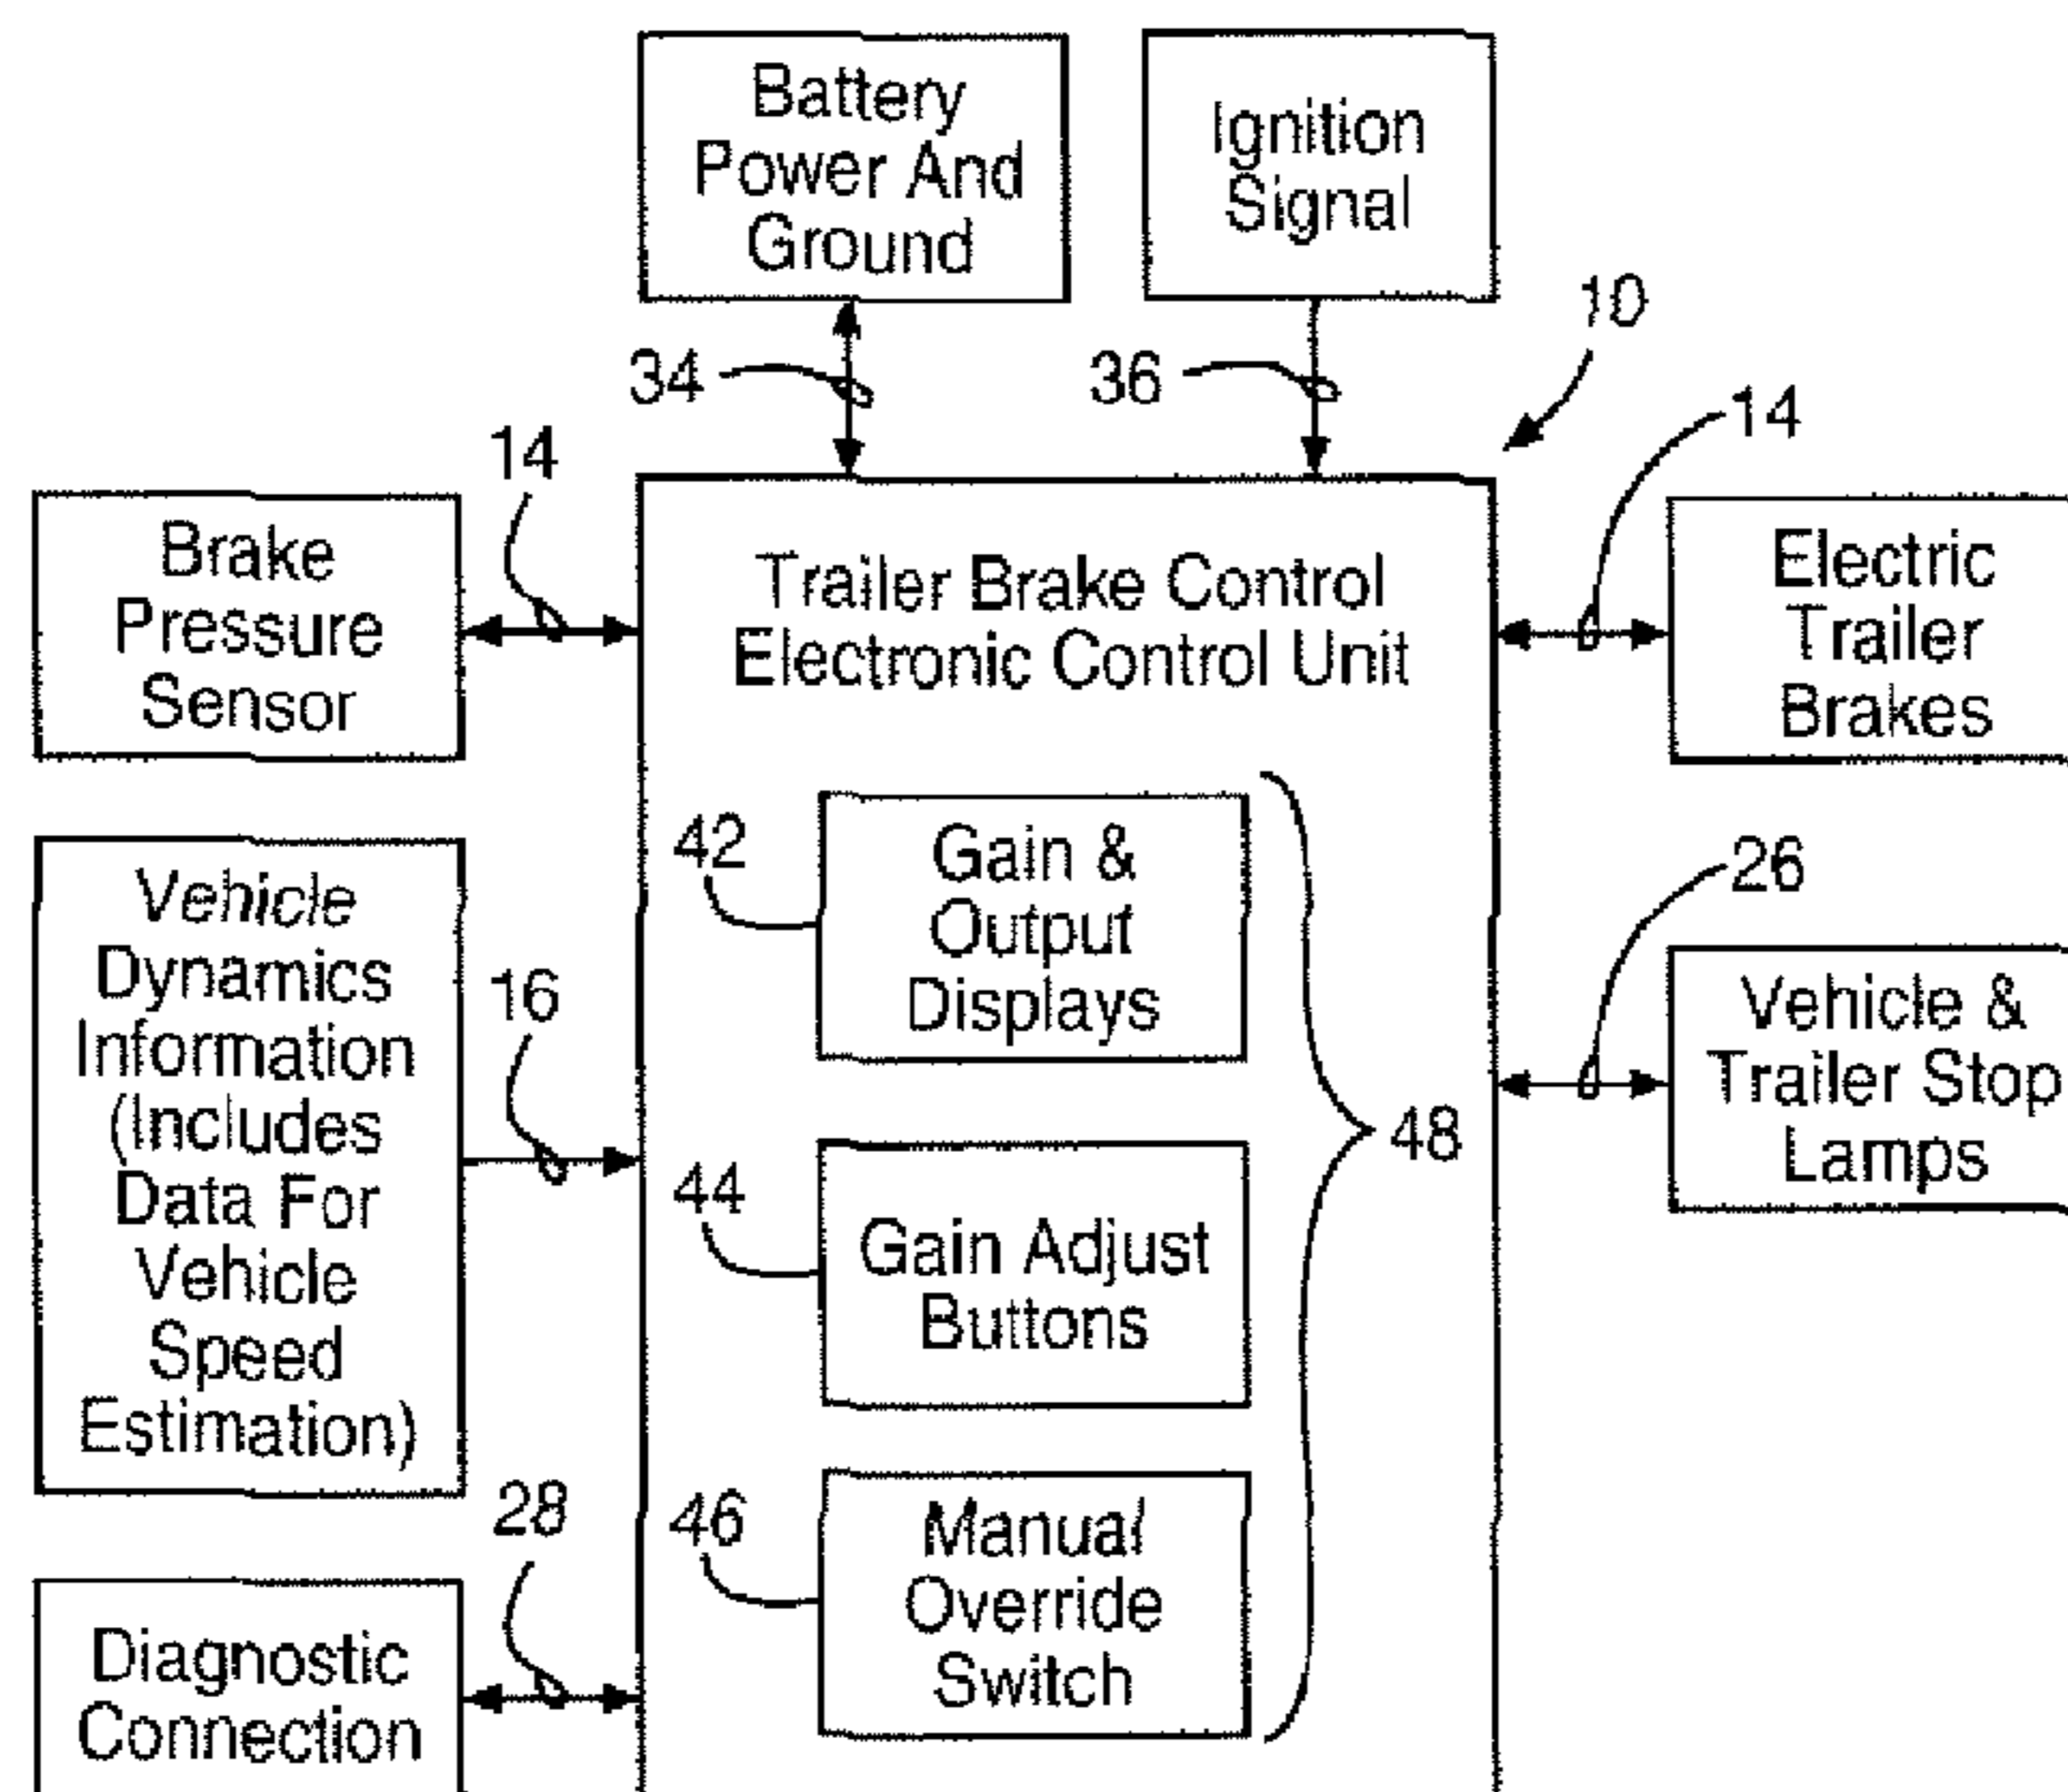 Battery
Power And
Ground
Ignition
Signal
10
34
36
14
14
Brake
Pressure
Sensor
Trailer Brake Control
Electronic Control Unit
Electric
Trailer
Brakes
42
Gain &
Output
Displays
Vehicle
Dynamics
Information
(Includes
Data For
Vehicle
Speed
Estimation)
16
26
Vehicle &
Trailer Stop
Lamps
48
44
Gain Adjust
Buttons
28
46
Manual
Override
Switch
Diagnostic
Connection